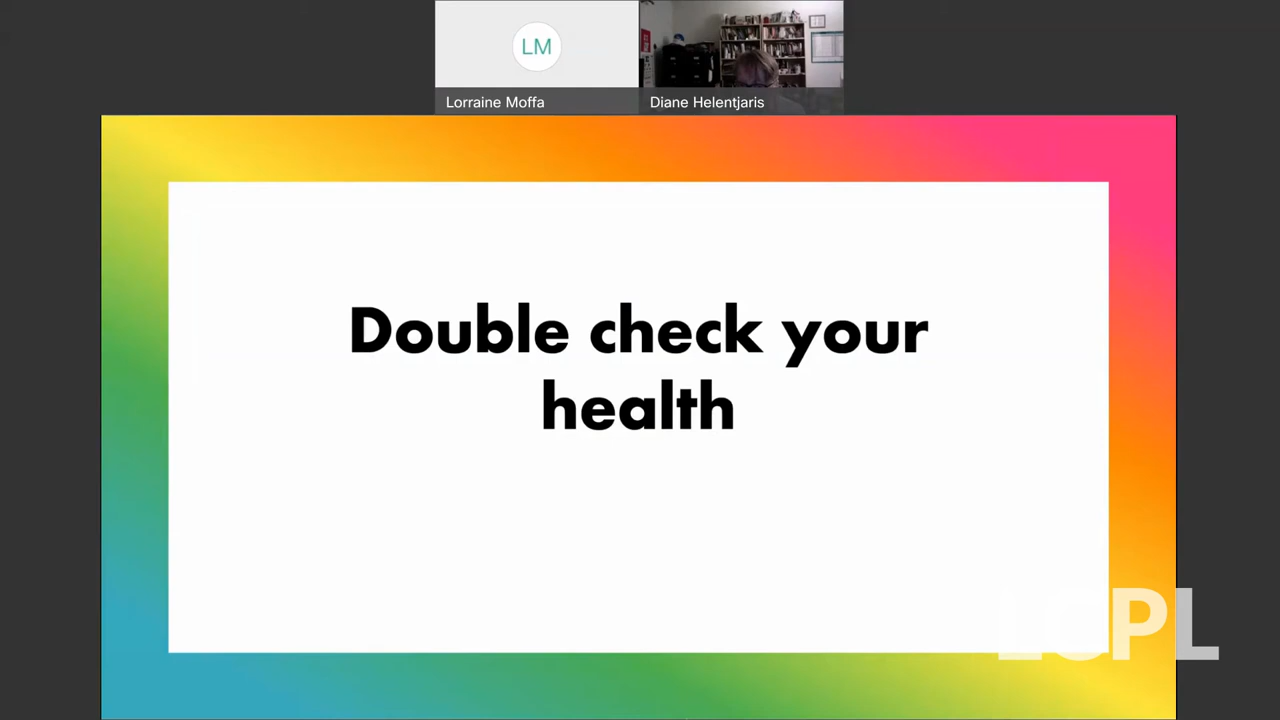 LM
Lorraine Moffa
Diane Helentjaris
Double check your
health
LCPL